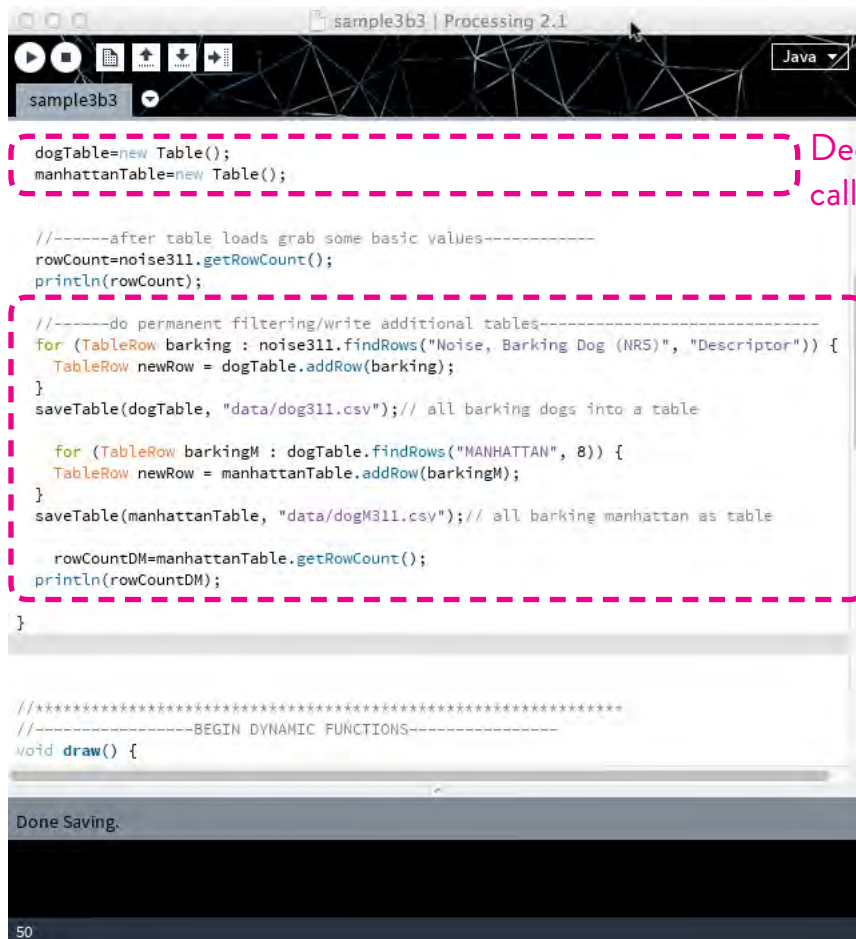 sample3b3 | Processing 2.1
Java
sample3b3
dogTable=new Table();
manhattanTable=new Table();
call
//------after table loads grab some basic values------------
rowCount=noise311.getRowCount();
println(rowCount);
//------do permanent filtering/write additional tables------------------------------
for (TableRow barking : noise311.findRows("Noise, Barking Dog (NR5)", "Descriptor")) {
TableRow newRow = dogTable.addRow(barking);
}
saveTable(dogTable, "data/dog311.csv");// all barking dogs into a table
for (TableRow barkingM : dogTable.findRows("MANHATTAN", 8)) {
TableRow newRow = manhattanTable.addRow(barkingM);
}
saveTable(manhattanTable, "data/dogM311.csv");// all barking manhattan as table
rowCountDM=manhattanTable.getRowCount();
println(rowCountDM);
}
//***************************************************************
//-----------------BEGIN DYNAMIC FUNCTIONS----------------
void draw() {
Done Saving.
50